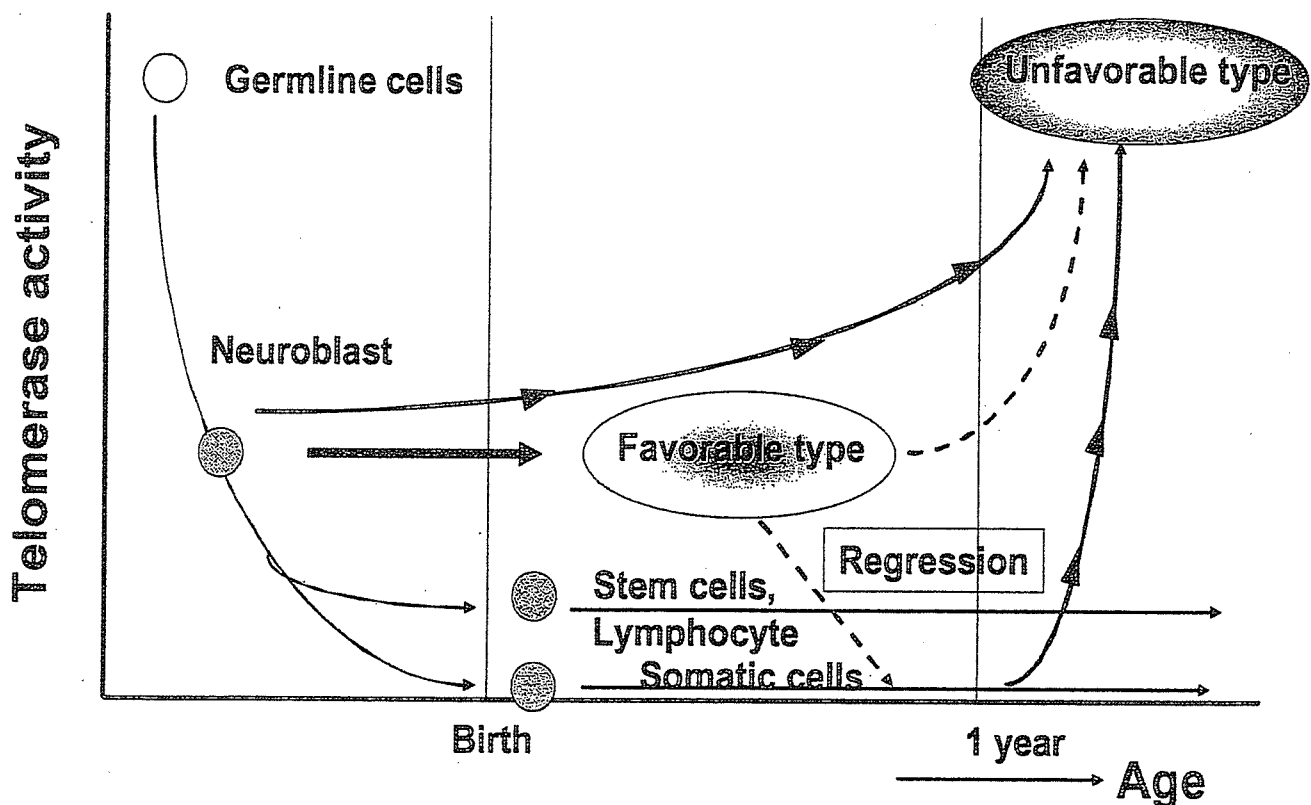 Telomerase activity
Germline cells
Unfavorable type
Neuroblast
Favorable type
Regression
Stem cells,
Lymphocyte
Somatic cells
Birth
1 year
Age